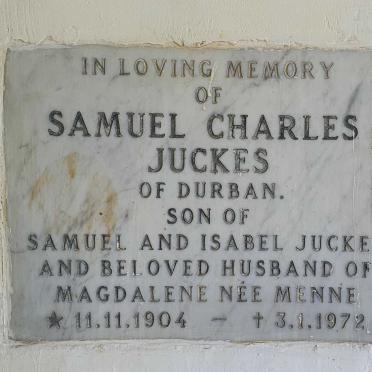 IN LOVING MEMORY
OF
SAMUEL CHARLES
JUCKES
OF DURBAN.
SON OF
SAMUEL AND ISABEL JUCKE
AND BELOVED HUSBAND OF
MAGDALENE NÉE MENNE
★ 11.11.1904 – † 3.1.1972